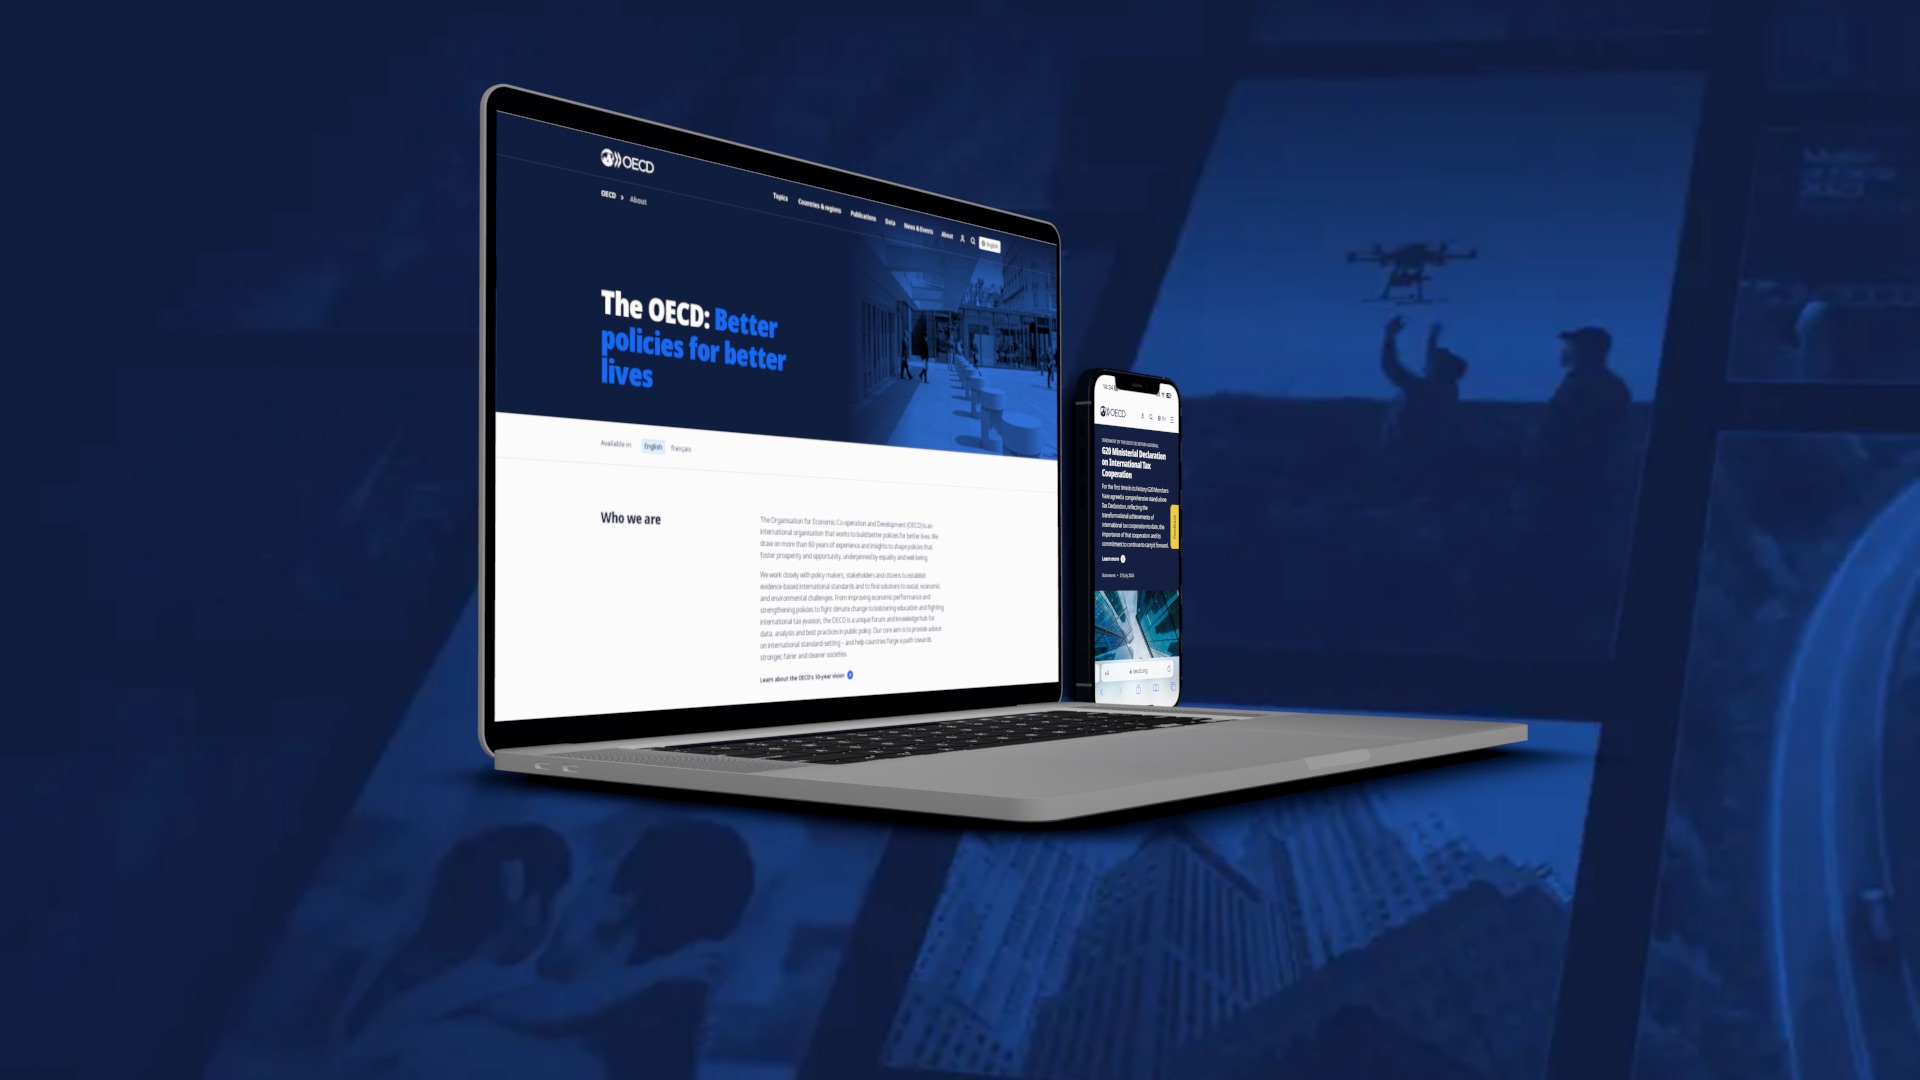 OECD
OECD > About
Topics
Countries & regions
Publications
Data
News & Events
About
English
The OECD: Better
policies for better
lives
Available in:
English
français
Who we are
The Organisation for Economic Co-operation and Development (OECD) is an
international organisation that works to build better policies for better lives. We
draw on more than 60 years of experience and insights to shape policies that
foster prosperity and opportunity, underpinned by equality and well-being.
We work closely with policy makers, stakeholders and citizens to establish
evidence-based international standards and to find solutions to social, economic
and environmental challenges. From improving economic performance and
strengthening policies to fight climate change to bolstering education and fighting
international tax evasion, the OECD is a unique forum and knowledge hub for
data, analysis and best practices in public policy. Our core aim is to provide advice
on international standard-setting – and help countries forge a path towards
stronger, fairer and cleaner societies.
Learn about the OECD's 10-year vision
OECD
STATEMENT BY THE OECD SECRETARY-GENERAL
G20 Ministerial Declaration
on International Tax
Cooperation
For the first time in its history G20 Members
have agreed a comprehensive stand alone
Tax Declaration, reflecting the
transformational achievements of
international tax cooperation to date, the
importance of that cooperation and its
commitment to continue to carry it forward.
Learn more
oecd.org